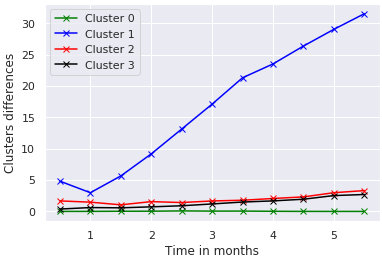 30
25
20
15
10
5
0
Clusters differences
Cluster 0
Cluster 1
Cluster 2
Cluster 3
1 2 3 4 5
Time in months